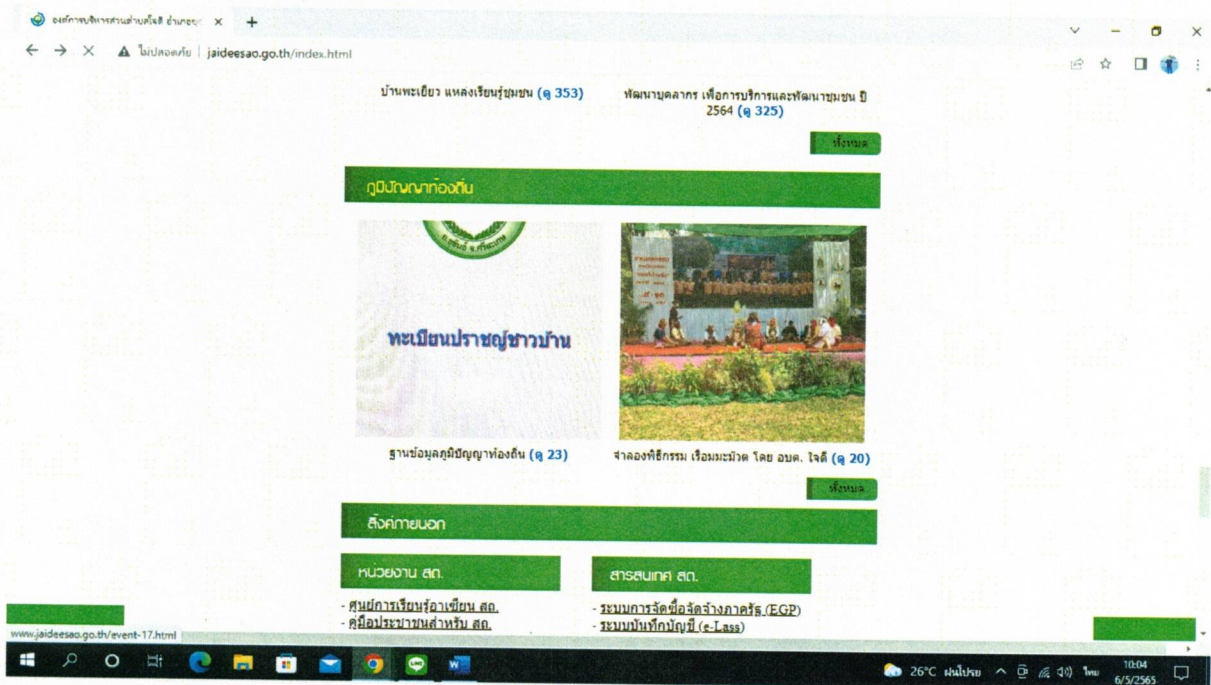 องค์การบริหารส่วนตำบลใจดี อำเภอขุ
ไม่ปลอดภัย | jaideesao.go.th/index.html
บ้านพะเยียว แหล่งเรียนรู้ชุมชน (ดู 353)
พัฒนาบุคลากร เพื่อการบริการและพัฒนาชุมชน ปี
2564 (ดู 325)
ทั้งหมด
ภูมิปัญญาท้องถิ่น
อ.ขุขันธ์ จ.ศรีสะเกษ
ทะเบียนปราชญ์ชาวบ้าน
ฐานข้อมูลภูมิปัญญาท้องถิ่น (ดู 23)
จำลองพิธีกรรม เรือมมะม๊วต โดย อบต. ใจดี (ดู 20)
ทั้งหมด
ลิ้งค์ภายนอก
หน่วยงาน สถ.
สารสนเทศ สถ.
- ศูนย์การเรียนรู้อาเซียน สถ.
- คู่มือประชาชนสำหรับ สถ.
- ระบบการจัดซื้อจัดจ้างภาครัฐ (EGP)
- ระบบบันทึกบัญชี (e-Lass)
www.jaideesao.go.th/event-17.html
26°C ฝนโปรย
ไทย
10:04
6/5/2565